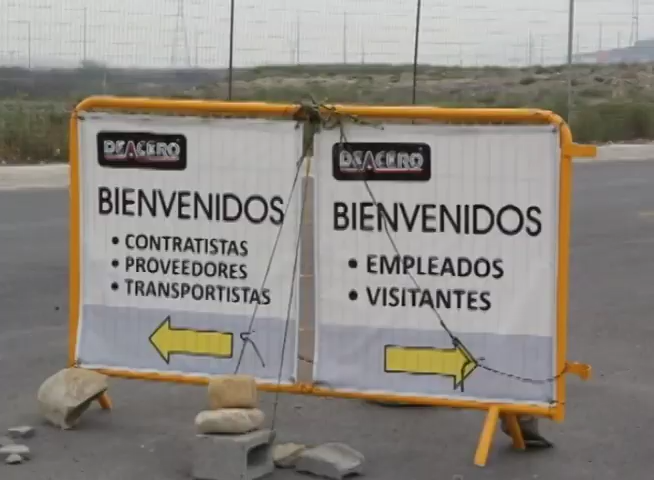 DEACERO
BIENVENIDOS
• CONTRATISTAS
• PROVEEDORES
• TRANSPORTISTAS
DEACERO
BIENVENIDOS
• EMPLEADOS
• VISITANTES